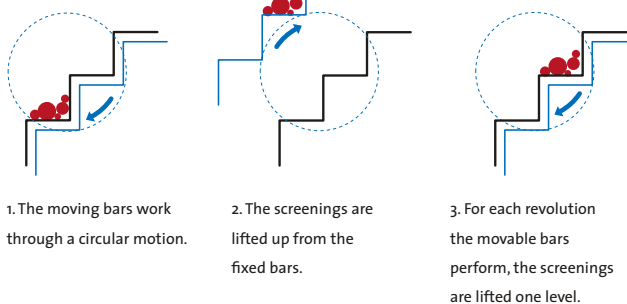 1. The moving bars work
through a circular motion.
2. The screenings are
lifted up from the
fixed bars.
3. For each revolution
the movable bars
perform, the screenings
are lifted one level.